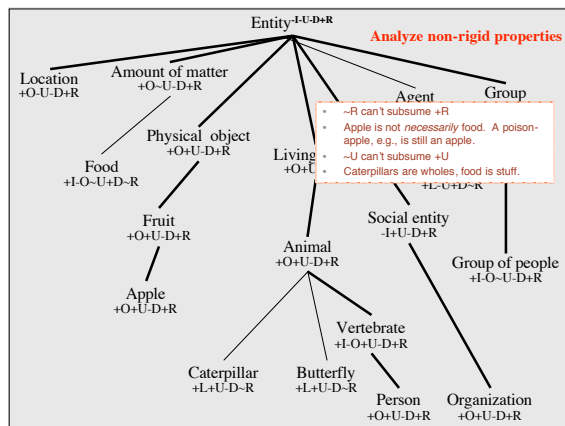 Entity-I-U-D+R
Analyze non-rigid properties
Location
+O-U-D+R
Amount of matter
+O~U-D+R
Agent
Group
• ~R can't subsume +R
• Apple is not necessarily food. A poison-
apple, e.g., is still an apple.
• ~U can't subsume +U
• Caterpillars are wholes, food is stuff.
Physical object
+O+U-D+R
Living
+O+U
+L-U+D~R
Food
+I-O~U+D~R
Fruit
+O+U-D+R
Social entity
-I+U-D+R
Animal
+O+U-D+R
Group of people
+I-O~U-D+R
Apple
+O+U-D+R
Vertebrate
+I-O+U-D+R
Caterpillar
+L+U-D~R
Butterfly
+L+U-D~R
Person
+O+U-D+R
Organization
+O+U-D+R